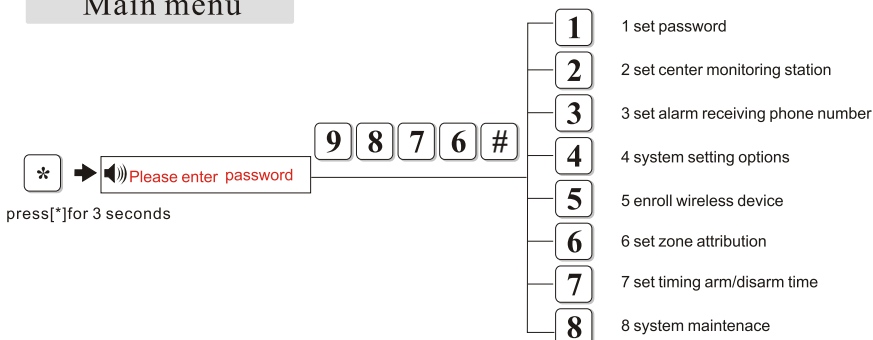 Main menu
1 1 set password
2 2 set center monitoring station
3 3 set alarm receiving phone number
9 8 7 6 #
4 4 system setting options
* Please enter password
5 5 enroll wireless device
press[*]for 3 seconds
6 6 set zone attribution
7 7 set timing arm/disarm time
8 8 system maintenace